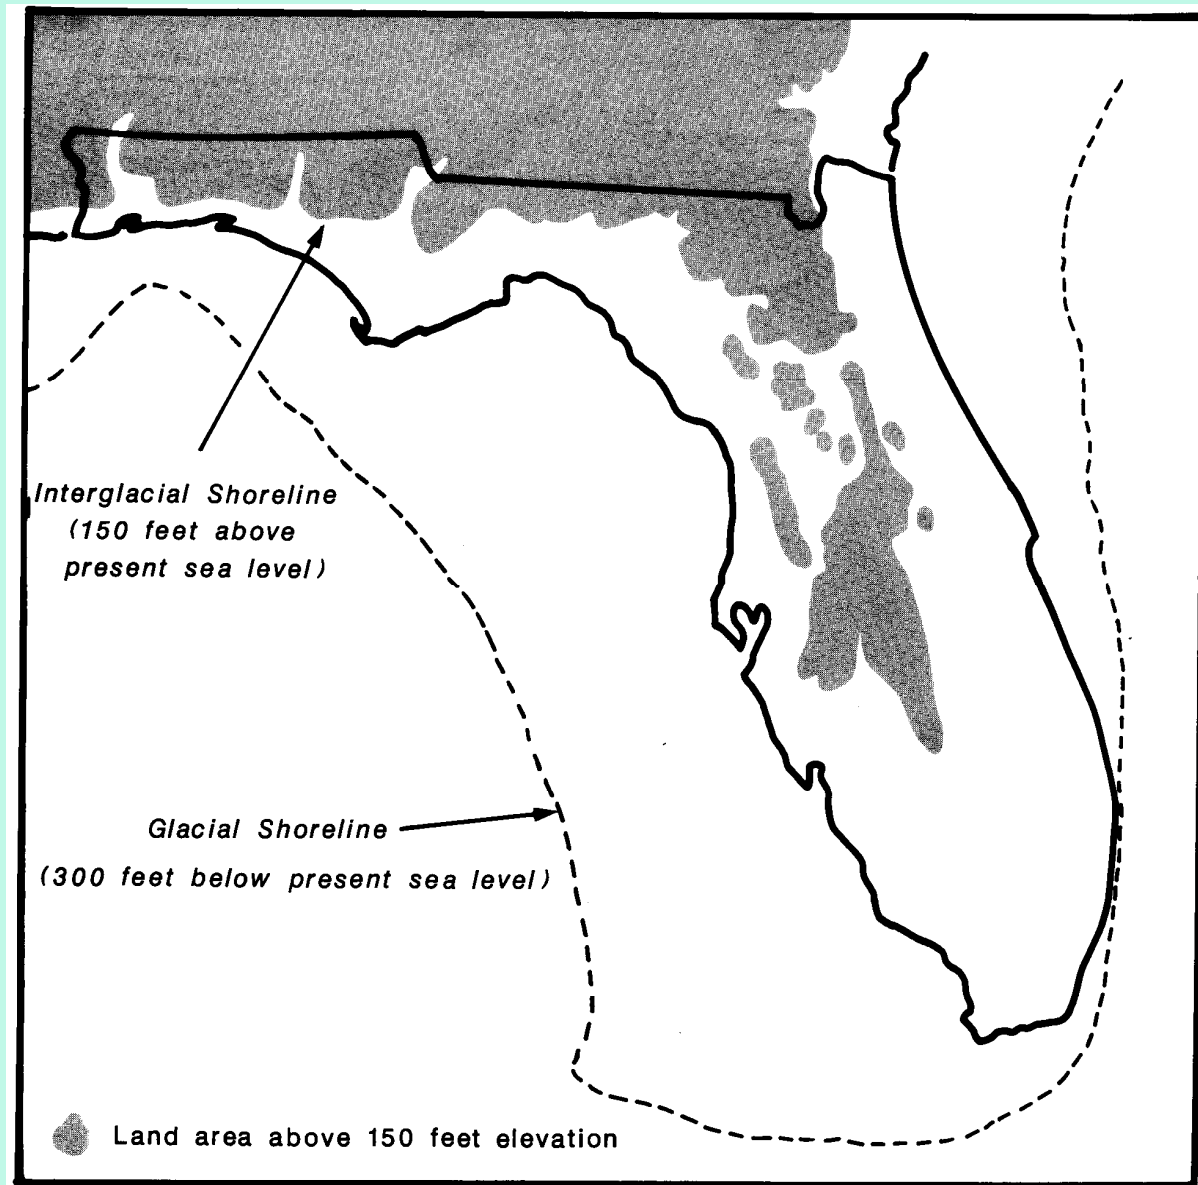 Interglacial Shoreline
(150 feet above
present sea level)
Glacial Shoreline
(300 feet below present sea level)
Land area above 150 feet elevation